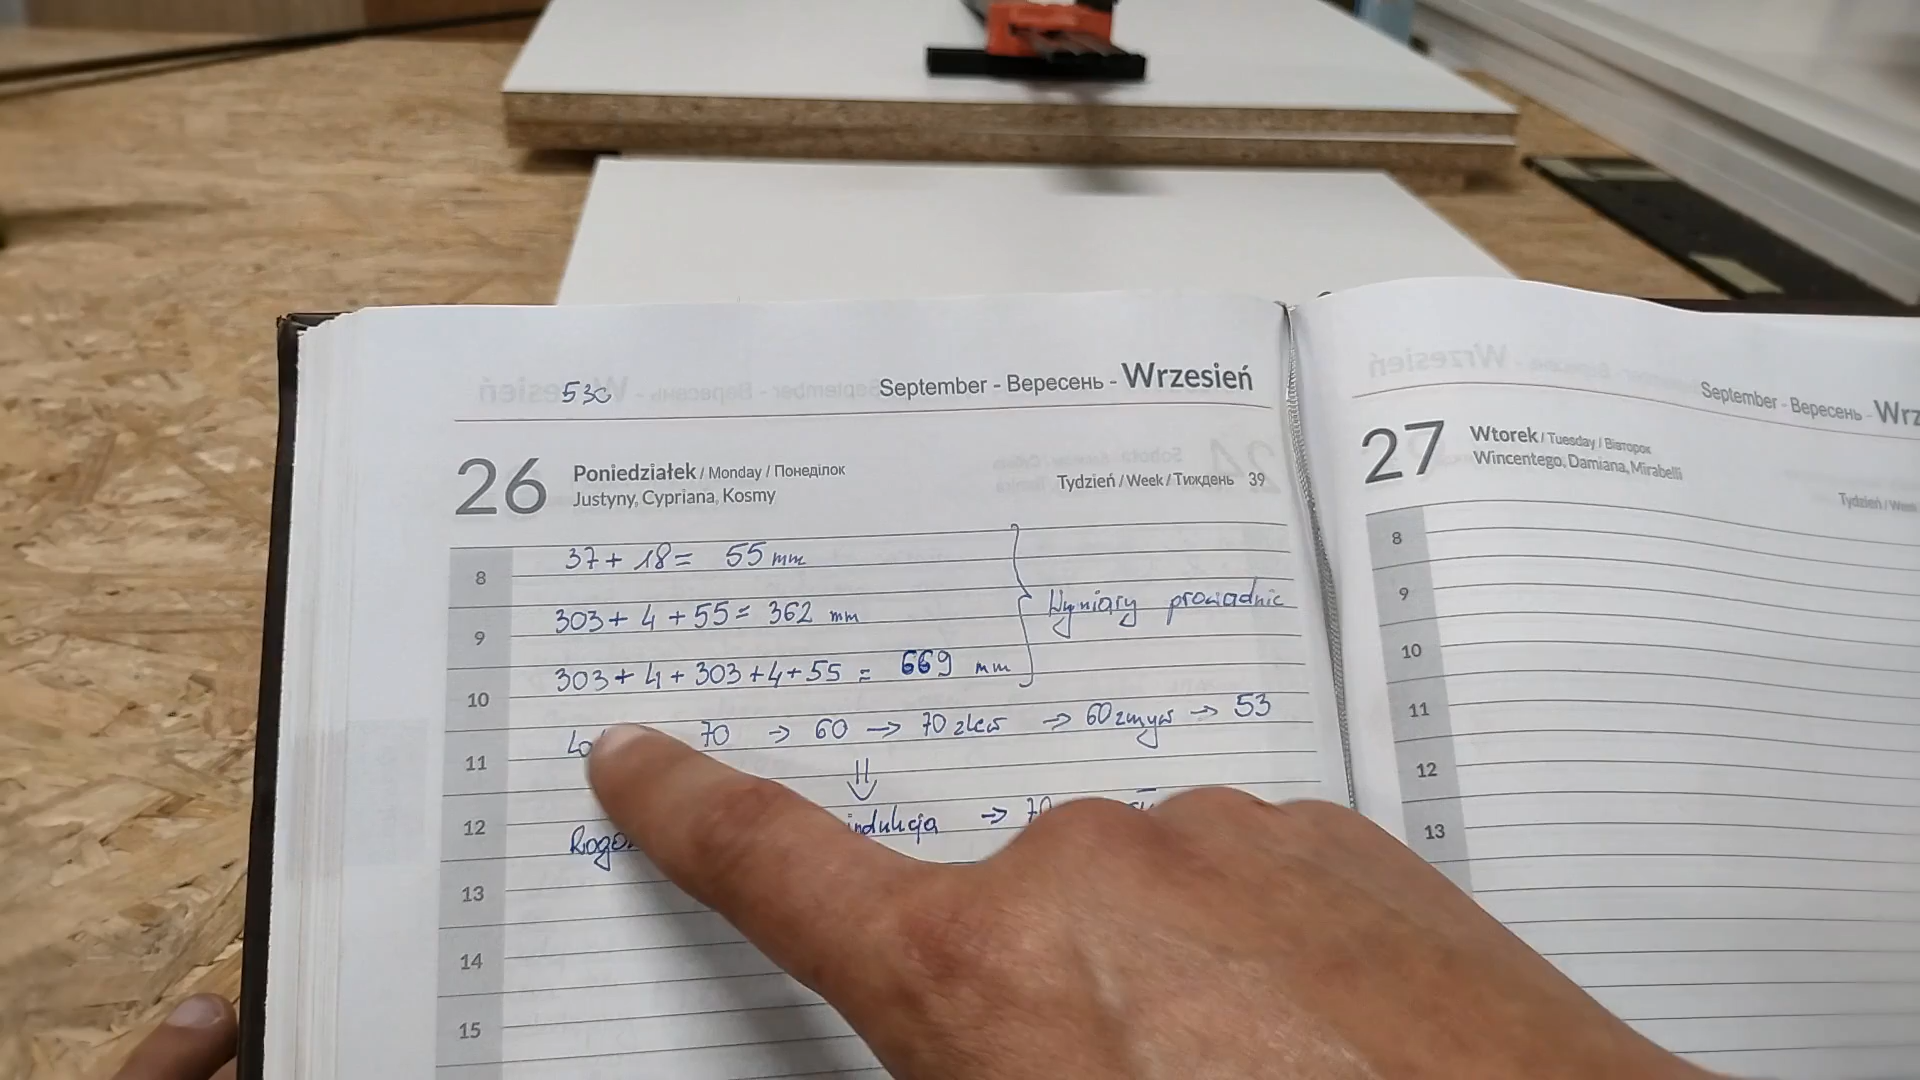 530
September - Вересень - Wrzesień
26
Poniedziałek / Monday / Понеділок
Justyny, Cypriana, Kosmy
Tydzień / Week / Тиждень 39
8
37 + 18 = 55 mm
9
303 + 4 + 55 = 362 mm
Wymiary prowadnic
10
303 + 4 + 303 + 4 + 55 = 669 mm
11
70 → 60 → 70 zlew → 60 zmyw → 53
12
indukcja → 70
13
14
15
September - Вересень - Wrz
27
Wtorek / Tuesday / Вівторок
Wincentego, Damiana, Mirabelli
Tydzień / Week
8
9
10
11
12
13